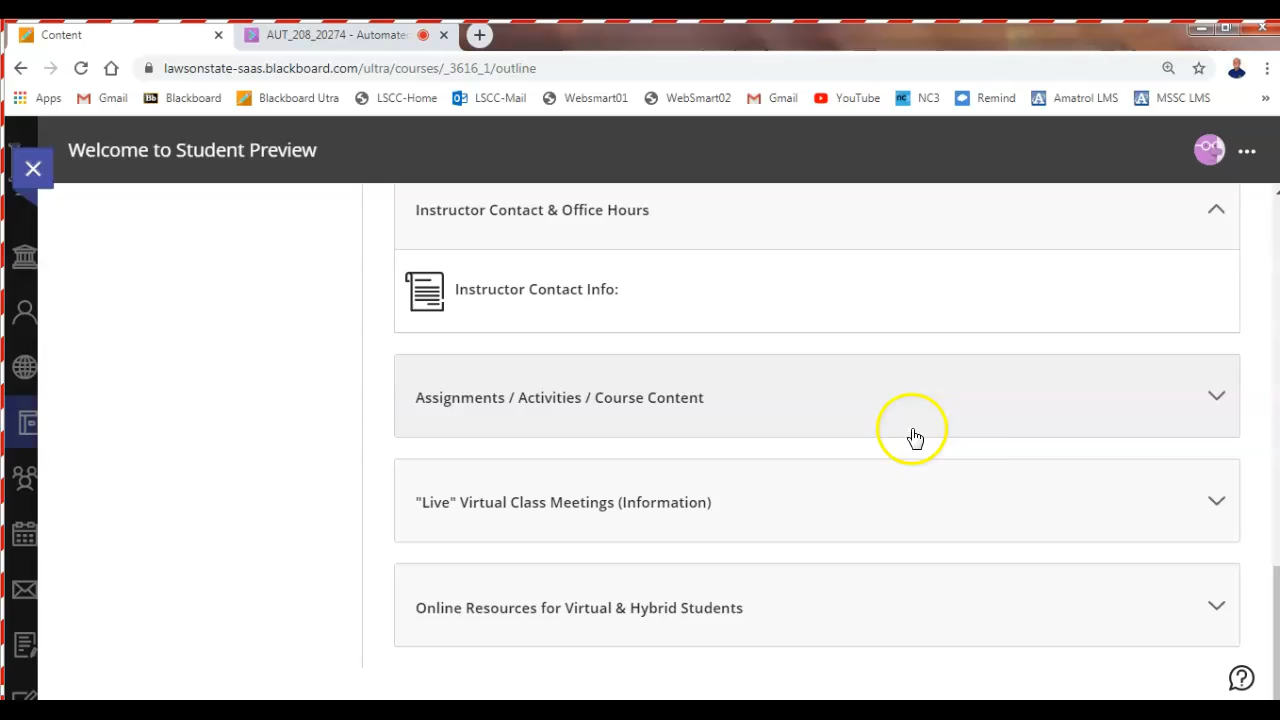 Content
AUT_208_20274 - Automate
lawsonstate-saas.blackboard.com/ultra/courses/_3616_1/outline
Apps Gmail Bb Blackboard Blackboard Utra LSCC-Home LSCC-Mail Websmart01 WebSmart02 Gmail YouTube nc NC3 Remind Amatrol LMS MSSC LMS »
Welcome to Student Preview
Instructor Contact & Office Hours
Instructor Contact Info:
Assignments / Activities / Course Content
"Live" Virtual Class Meetings (Information)
Online Resources for Virtual & Hybrid Students